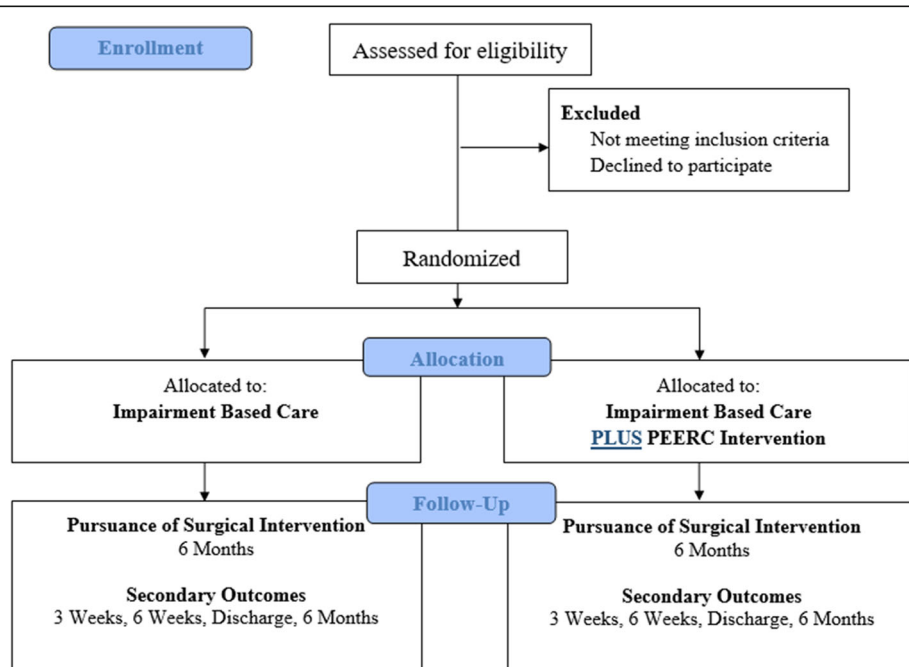 Enrollment
Assessed for eligibility
Excluded
Not meeting inclusion criteria
Declined to participate
Randomized
Allocation
Allocated to:
Impairment Based Care
Allocated to:
Impairment Based Care
PLUS PEERC Intervention
Follow-Up
Pursuance of Surgical Intervention
6 Months
Secondary Outcomes
3 Weeks, 6 Weeks, Discharge, 6 Months
Pursuance of Surgical Intervention
6 Months
Secondary Outcomes
3 Weeks, 6 Weeks, Discharge, 6 Months